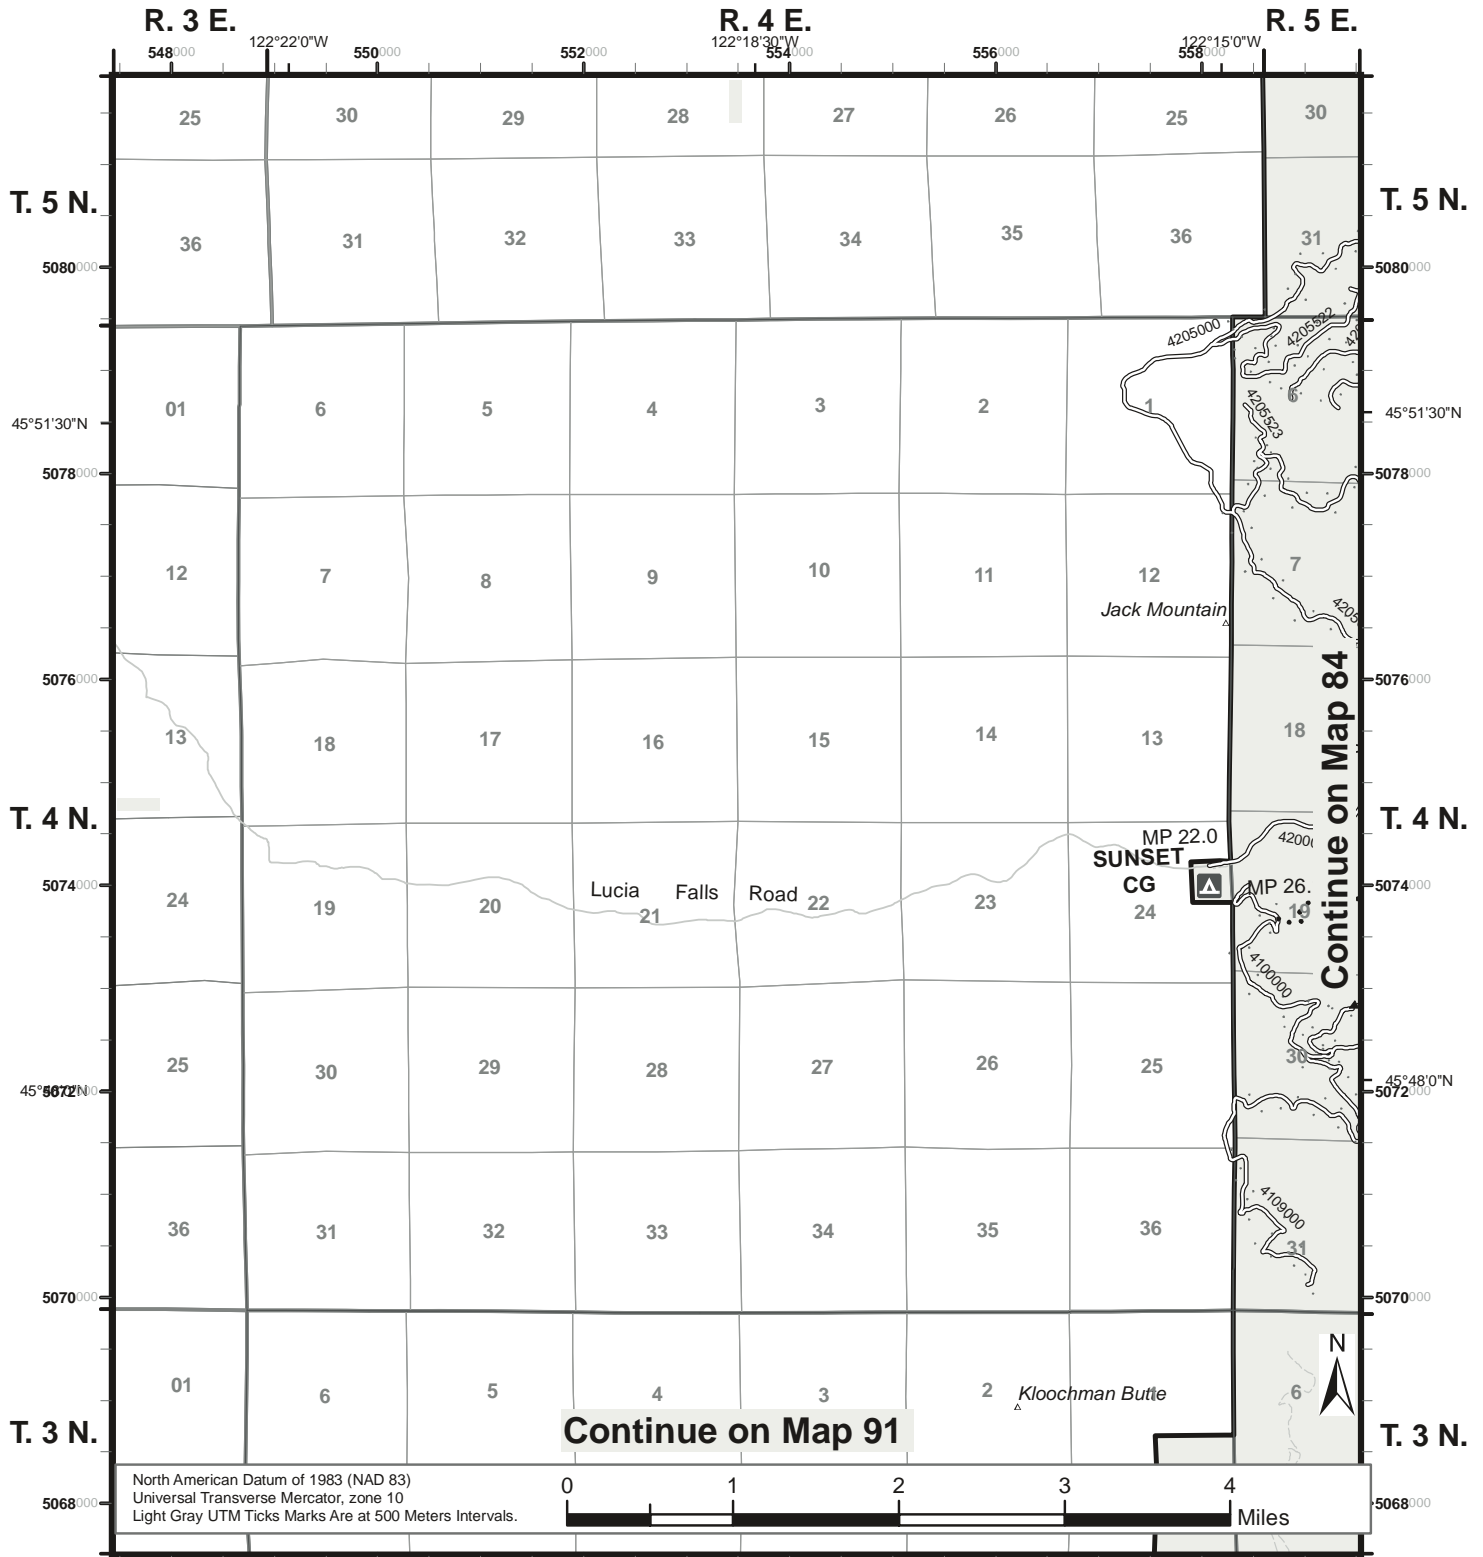 R. 3 E. R. 4 E. R. 5 E.
122°22'0"W 122°18'30"W 122°15'0"W
548000 550000 552000 554000 556000 558000
25 30 29 28 27 26 25 30
T. 5 N. T. 5 N.
36 31 32 33 34 35 36 31
5080000 5080000
4205000 4205522
01 6 5 4 3 2 1 6
45°51'30"N 45°51'30"N
4205523
5078000 5078000
12 7 8 9 10 11 12 7
Jack Mountain
4205
5076000 5076000
13 18 17 16 15 14 13 18
Continue on Map 84
T. 4 N. T. 4 N.
MP 22.0 4200
SUNSET
CG
5074000 MP 26. 5074000
Lucia Falls Road
24 19 20 21 22 23 24 19
4100000
25 30 29 28 27 26 25 30
45°48'0"N
5072000 5072000
4109000
36 31 32 33 34 35 36 31
5070000 5070000
N
01 6 5 4 3 2 1 6
Kloochman Butte
T. 3 N. Continue on Map 91 T. 3 N.
North American Datum of 1983 (NAD 83)
Universal Transverse Mercator, zone 10
Light Gray UTM Ticks Marks Are at 500 Meters Intervals.
0 1 2 3 4
Miles
5068000 5068000